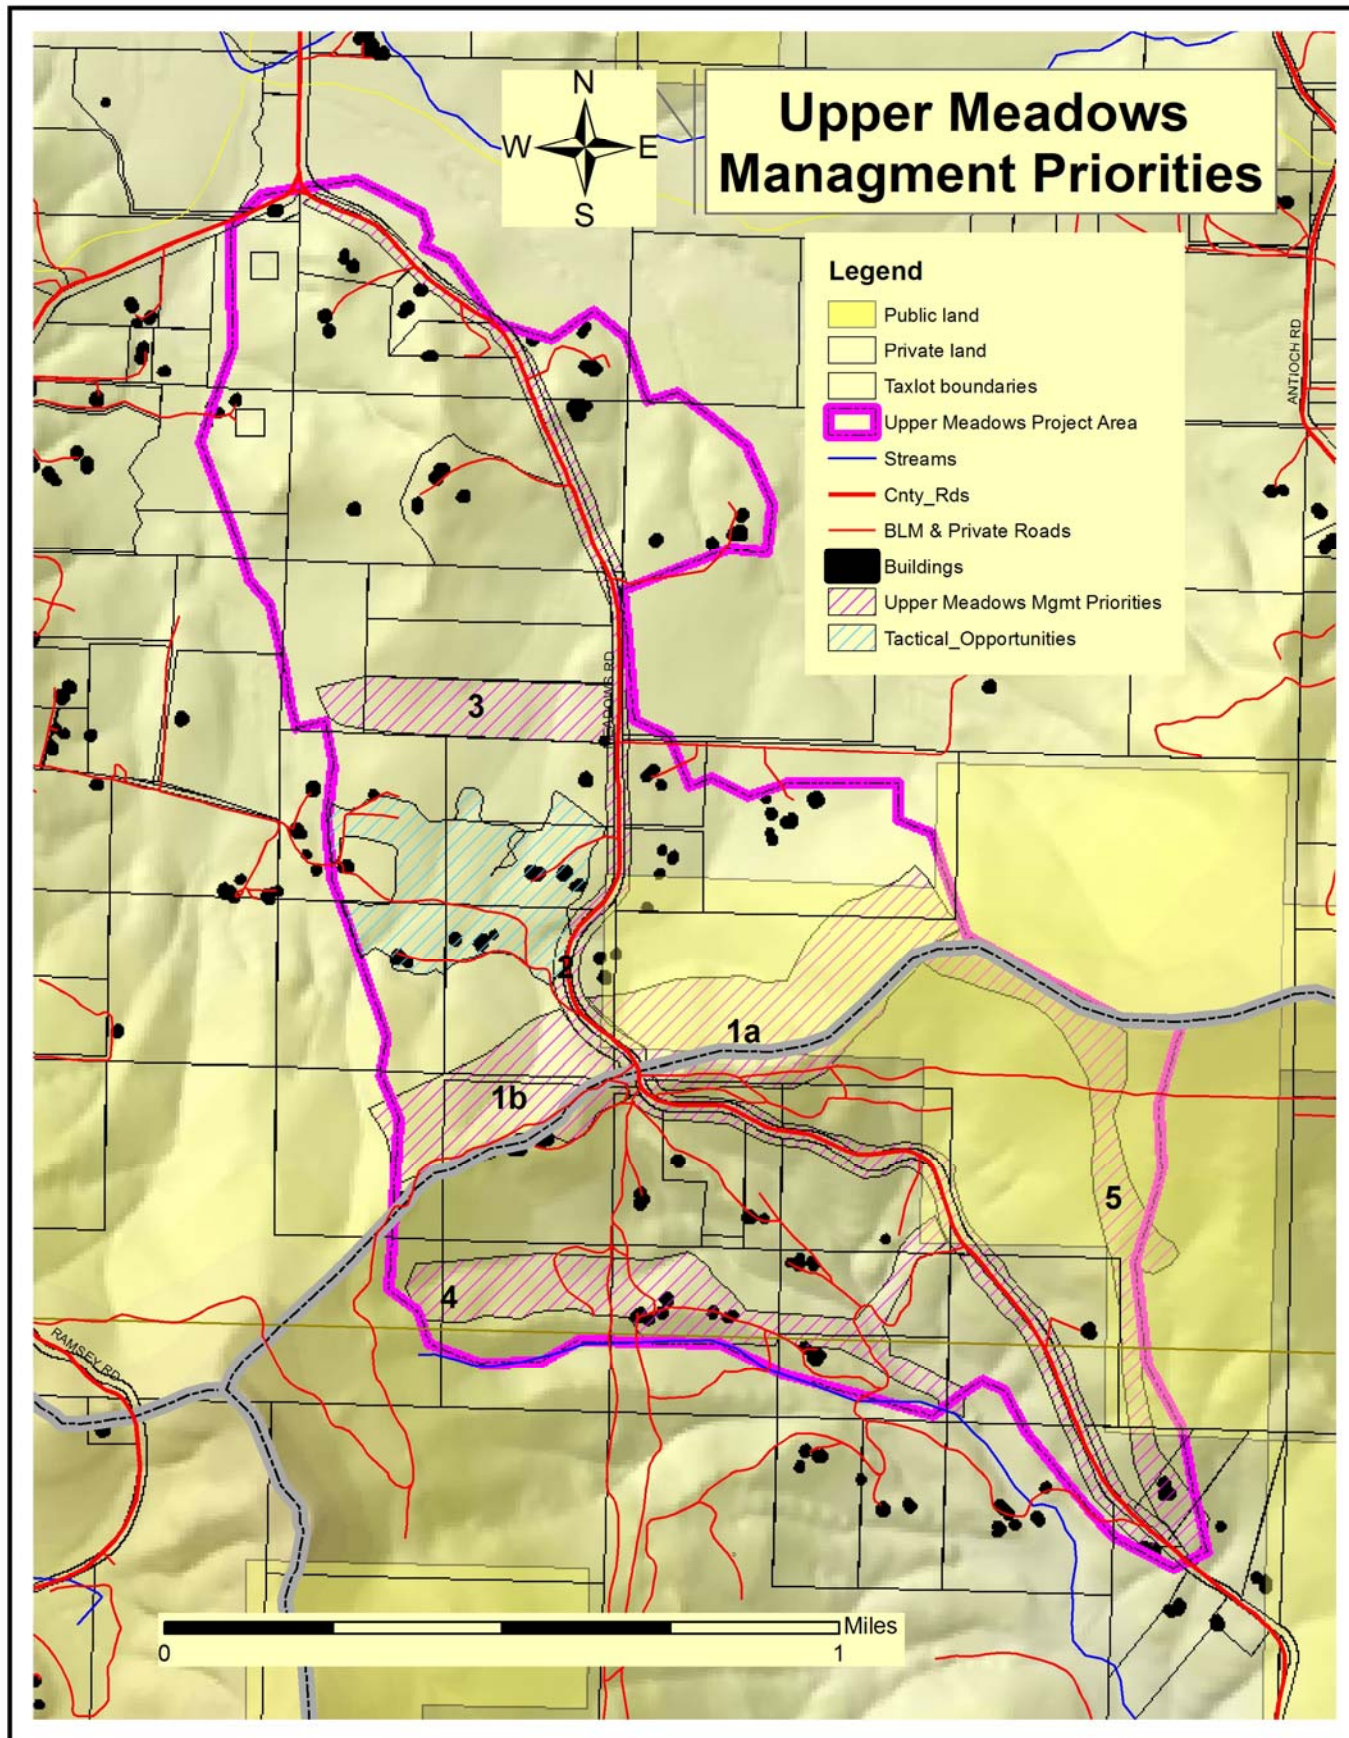 Upper Meadows
Managment Priorities
N
W E
S
Legend
Public land
Private land
Taxlot boundaries
Upper Meadows Project Area
Streams
Cnty_Rds
BLM & Private Roads
Buildings
Upper Meadows Mgmt Priorities
Tactical_Opportunities
ANTIOCH RD
3
2
1a
1b
5
4
RAMSEY RD
Miles
0 1